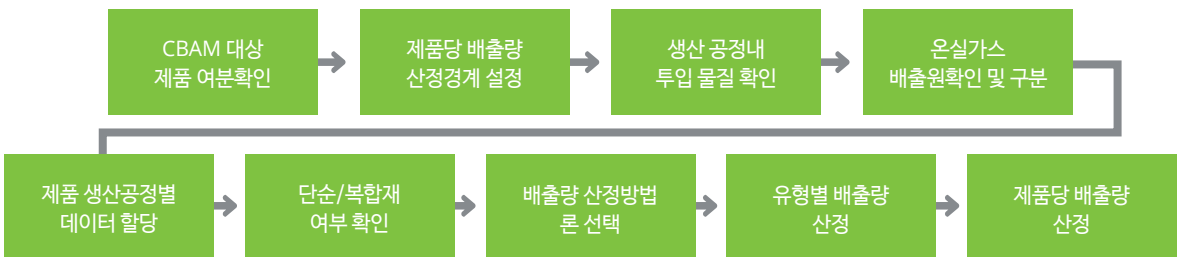 CBAM 대상
제품 여분확인
제품당 배출량
산정경계 설정
생산 공정내
투입 물질 확인
온실가스
배출원확인 및 구분
제품 생산공정별
데이터 할당
단순/복합재
여부 확인
배출량 산정방법
론 선택
유형별 배출량
산정
제품당 배출량
산정